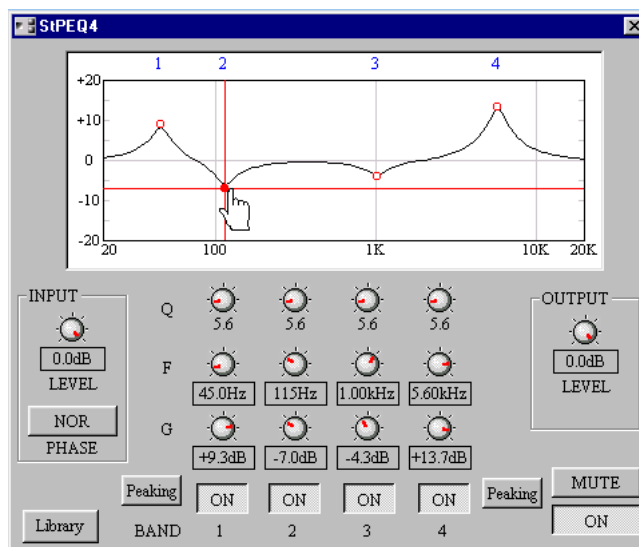 StPEQ4
1 2 3 4
+20
+10
0
-10
-20
20 100 1K 10K 20K
INPUT
0.0dB
LEVEL
NOR
PHASE
Q
5.6 5.6 5.6 5.6
F
45.0Hz 115Hz 1.00kHz 5.60kHz
G
+9.3dB -7.0dB -4.3dB +13.7dB
OUTPUT
0.0dB
LEVEL
Peaking ON ON ON ON Peaking
MUTE
ON
Library
BAND 1 2 3 4